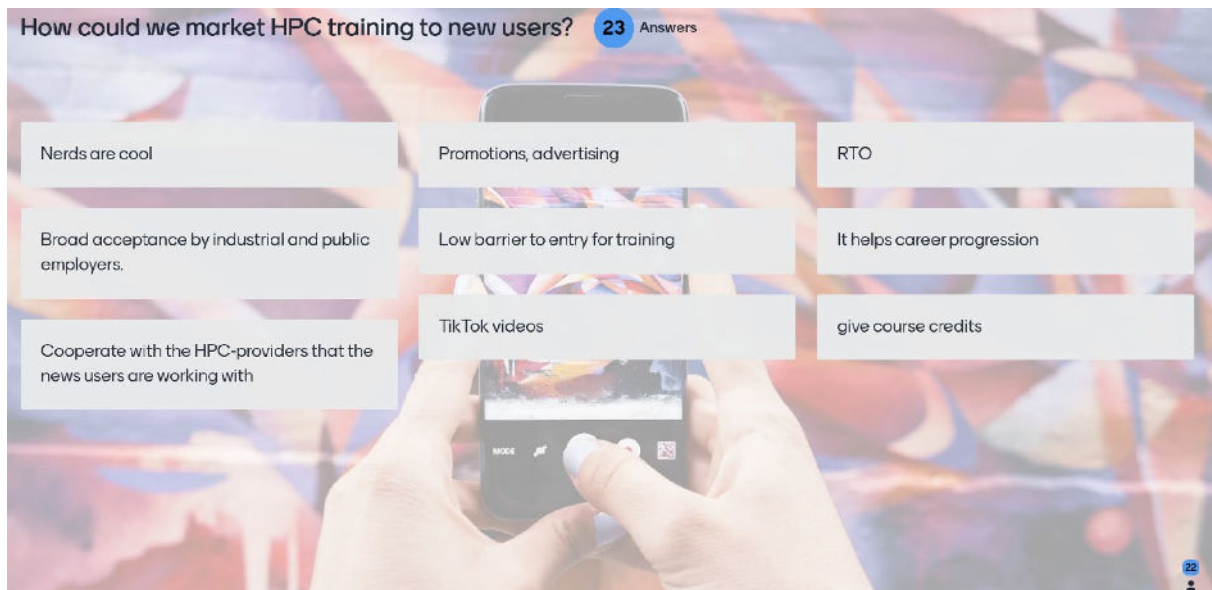 How could we market HPC training to new users?
23 Answers
Nerds are cool
Promotions, advertising
RTO
Broad acceptance by industrial and public
employers.
Low barrier to entry for training
It helps career progression
Cooperate with the HPC-providers that the
news users are working with
TikTok videos
give course credits
MODE
22